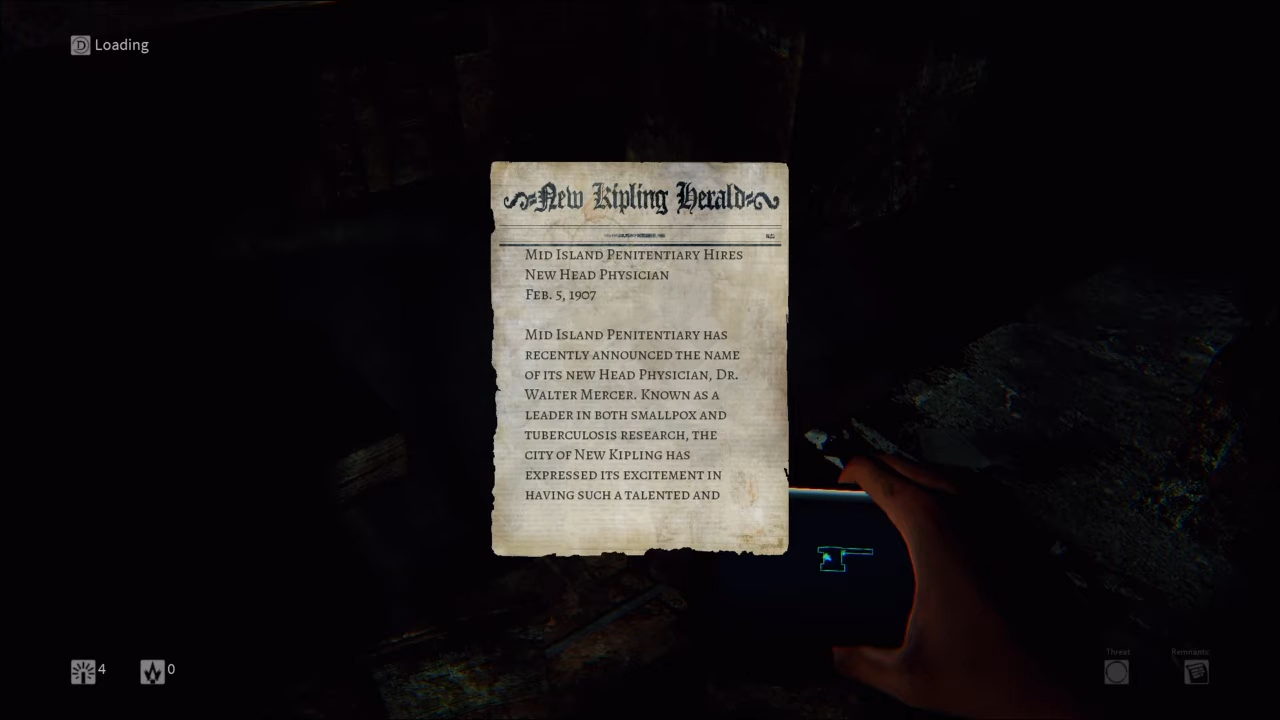 Loading
New Kipling Herald
Mid Island Penitentiary Hires
New Head Physician
Feb. 5, 1907
Mid Island Penitentiary has
recently announced the name
of its new Head Physician, Dr.
Walter Mercer. Known as a
leader in both smallpox and
tuberculosis research, the
city of New Kipling has
expressed its excitement in
having such a talented and
4
0
Threat
Remnants: